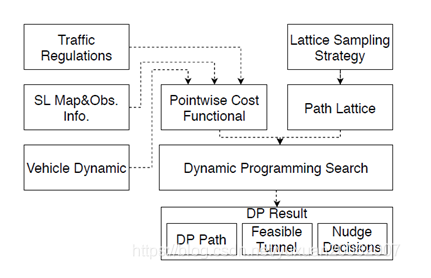 Traffic
Regulations
Lattice Sampling
Strategy
SL Map&Obs.
Info.
Pointwise Cost
Functional
Path Lattice
Vehicle Dynamic
Dynamic Programming Search
DP Result
DP Path
Feasible
Tunnel
Nudge
Decisions